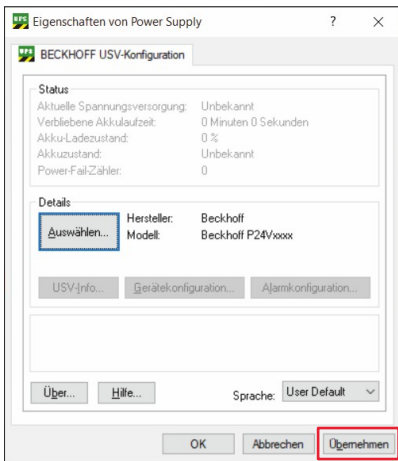 Eigenschaften von Power Supply
BECKHOFF USV-Konfiguration
Status
Aktuelle Spannungsversorgung: Unbekannt
Verbliebene Akkulaufzeit: 0 Minuten 0 Sekunden
Akku-Ladezustand: 0 %
Akkuzustand: Unbekannt
Power-Fail-Zähler: 0
Details
Auswählen... Hersteller: Beckhoff
Modell: Beckhoff P24Vxxxx
USV-Info... Gerätekonfiguration... Alarmkonfiguration...
Über... Hilfe... Sprache: User Default
OK Abbrechen Übernehmen